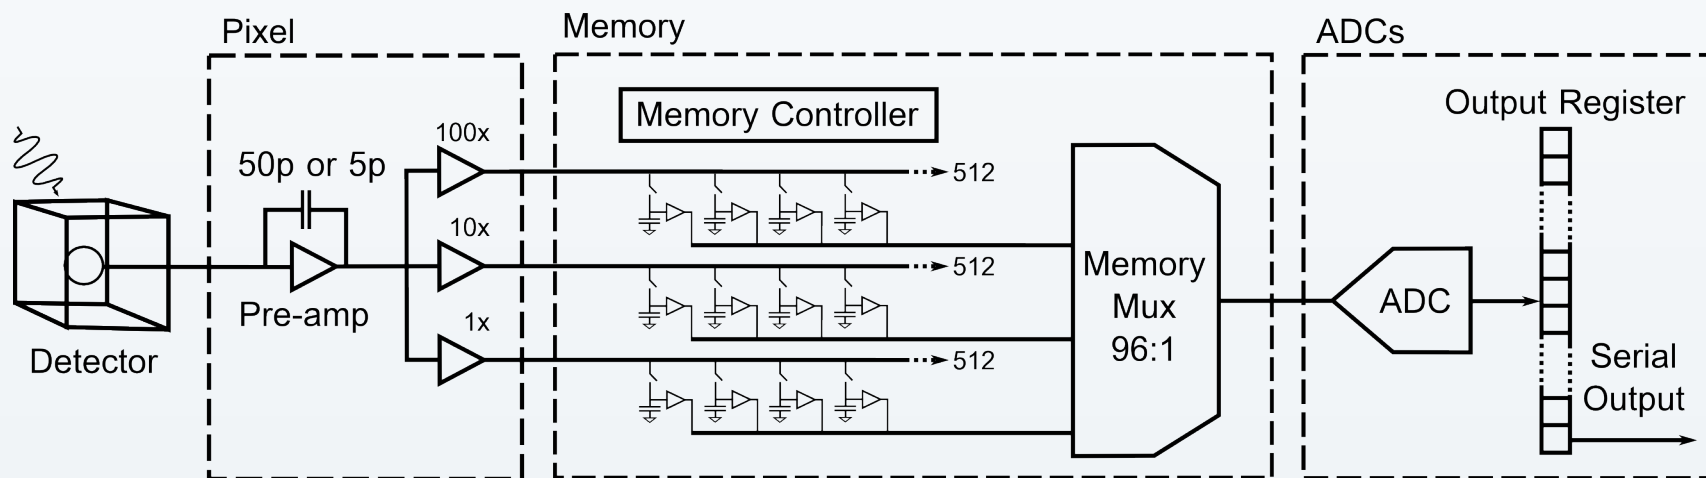 Pixel
Memory
ADCs
Memory Controller
Output Register
100x
50p or 5p
512
10x
Memory
Mux
96:1
512
ADC
Pre-amp
1x
Detector
512
Serial
Output